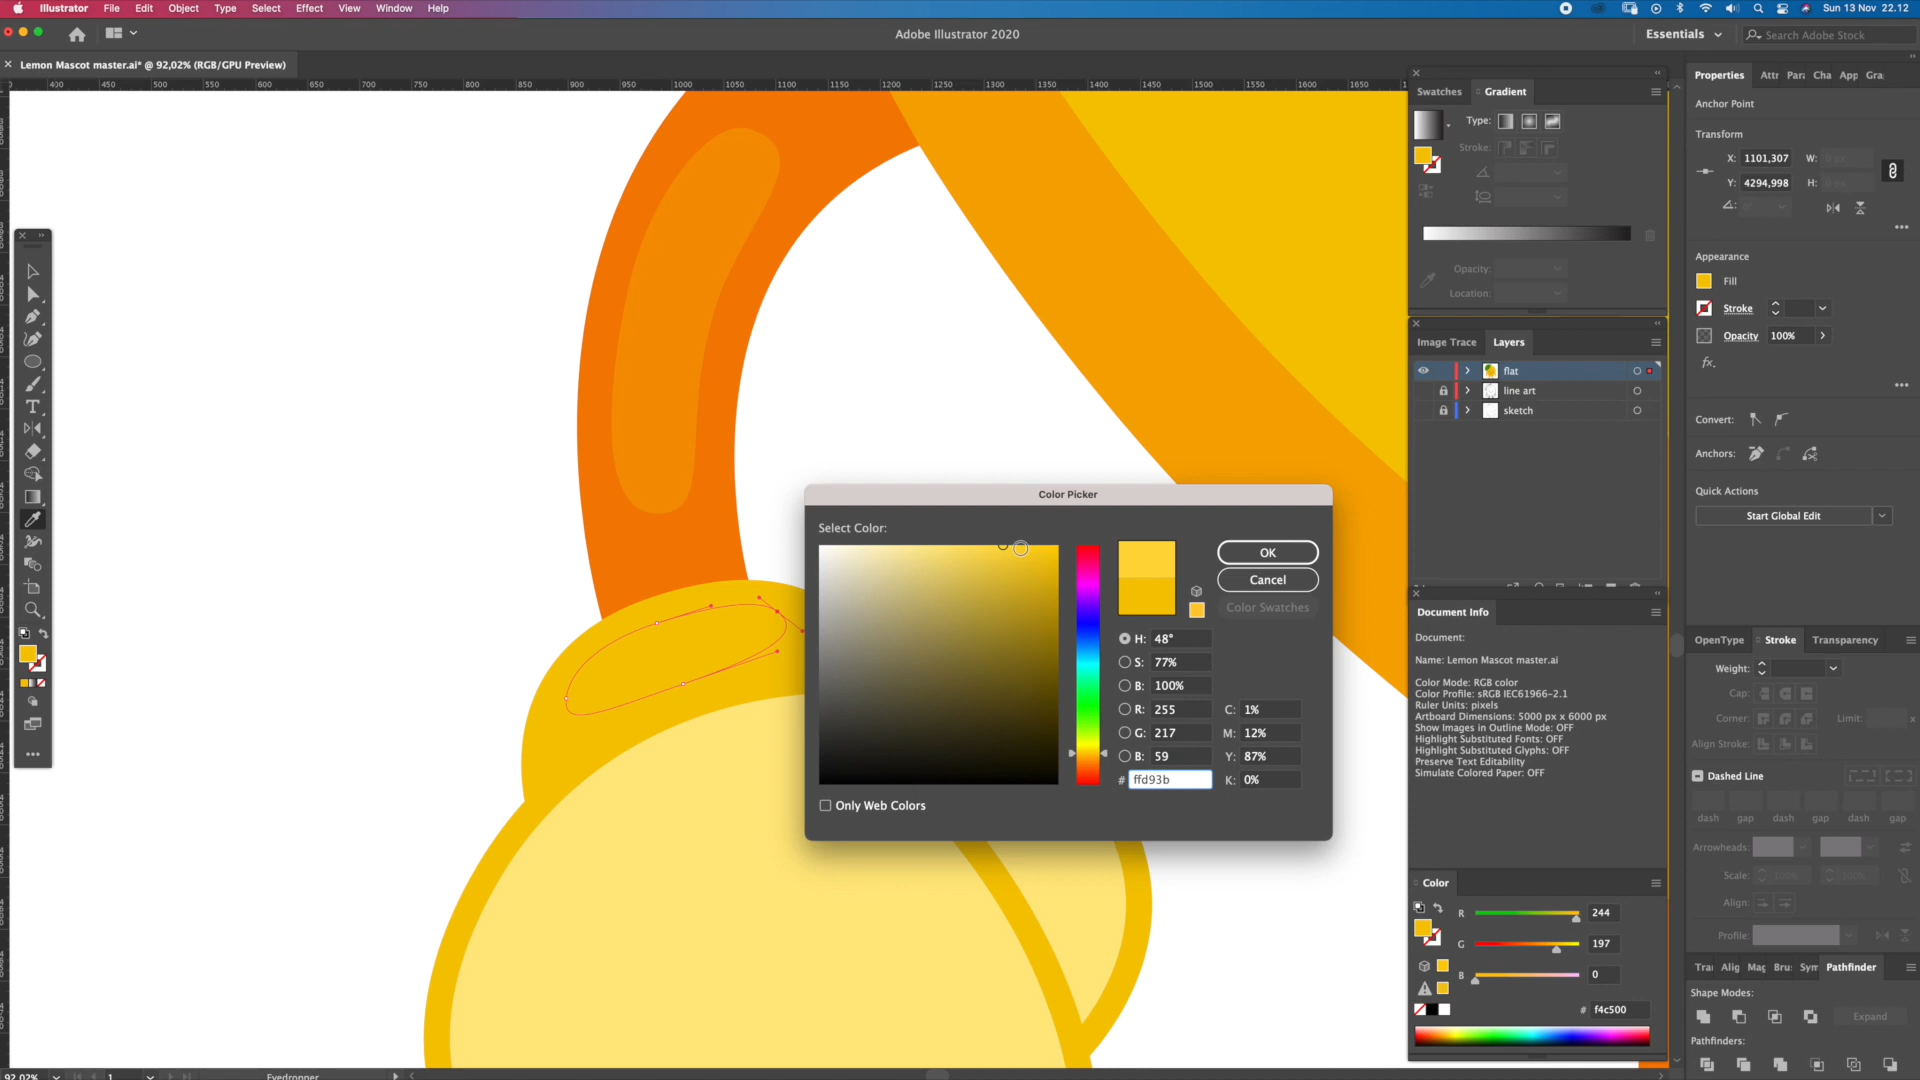 Illustrator File Edit Object Type Select Effect View Window Help Sun 13 Nov 22.12
Adobe Illustrator 2020 Essentials Search Adobe Stock
Lemon Mascot master.ai* @ 92,02% (RGB/GPU Preview)
400 450 500 550 600 650 700 750 800 850 900 950 1000 1050 1100 1150 1200 1250 1300 1350 1400 1450 1500 1550 1600 1650
Swatches Gradient
Type:
Stroke:
Opacity:
Location:
Image Trace Layers
flat
line art
sketch
Document Info
Document:
Name: Lemon Mascot master.ai
Color Mode: RGB color
Color Profile: sRGB IEC61966-2.1
Ruler Units: pixels
Artboard Dimensions: 5000 px x 6000 px
Show Images in Outline Mode: OFF
Highlight Substituted Fonts: OFF
Highlight Substituted Glyphs: OFF
Preserve Text Editability
Simulate Colored Paper: OFF
Color
R 244
G 197
B 0
# f4c500
Color Picker
Select Color:
OK
Cancel
Color Swatches
H: 48°
S: 77%
B: 100%
R: 255 C: 1%
G: 217 M: 12%
B: 59 Y: 87%
# ffd93b K: 0%
Only Web Colors
Properties Attr Para Cha App Gra
Anchor Point
Transform
X: 1101,307 W: 0 px
Y: 4294,998 H: 0 px
Appearance
Fill
Stroke
Opacity 100%
fx.
Convert:
Anchors:
Quick Actions
Start Global Edit
OpenType Stroke Transparency
Weight:
Cap:
Corner: Limit: x
Align Stroke:
Dashed Line
dash gap dash gap dash gap
Arrowheads:
Scale: 100% 100%
Align:
Profile:
Tra Alig Mag Bru Sym Pathfinder
Shape Modes:
Expand
Pathfinders:
92,02% 1 Eyedropper